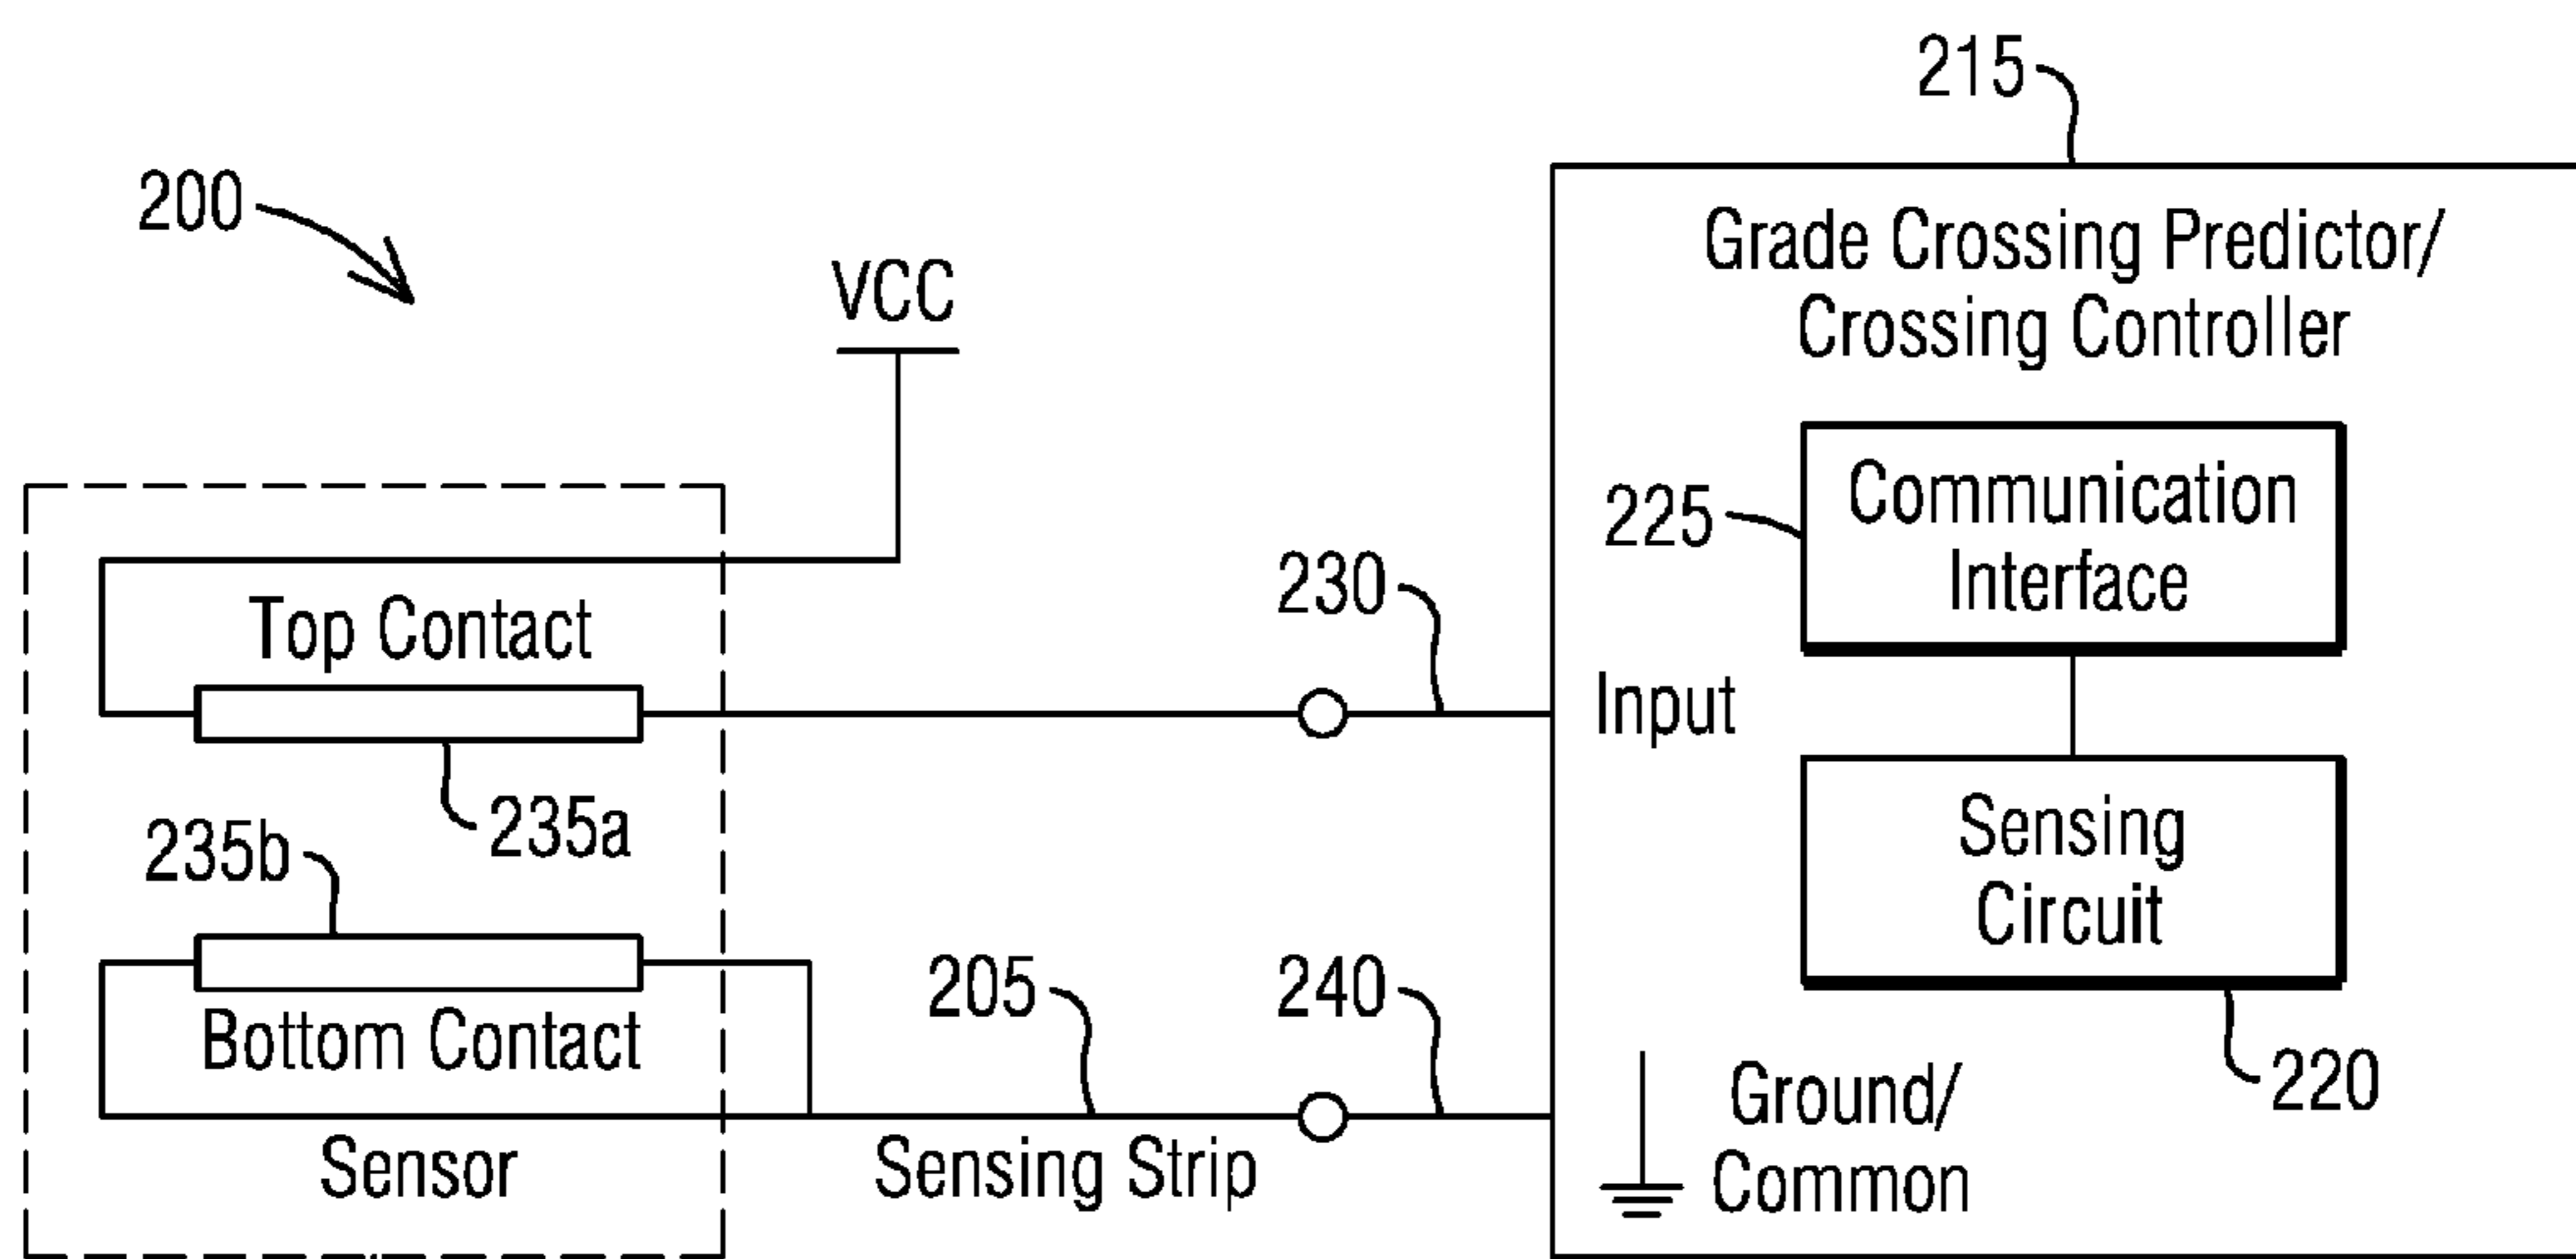 215
200
Grade Crossing Predictor/
Crossing Controller
VCC
225
Communication
Interface
230
Top Contact
Input
235a
235b
Sensing
Circuit
205
240
Bottom Contact
220
Ground/
Common
Sensor
Sensing Strip